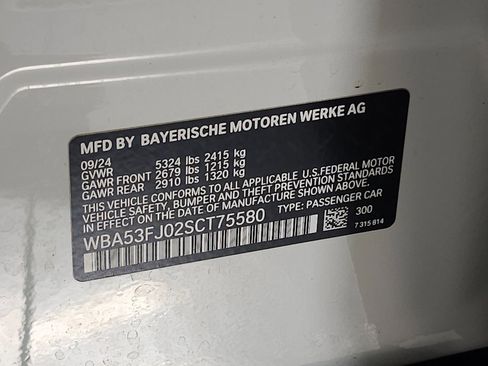 MFD BY BAYERISCHE MOTOREN WERKE AG
09/24 5324 lbs 2415 kg
GVWR
GAWR FRONT 2679 lbs 1215 kg
GAWR REAR 2910 lbs 1320 kg
THIS VEHICLE CONFORMS TO ALL APPLICABLE U.S.FEDERAL MOTOR
VEHICLE SAFETY, BUMPER, AND THEFT PREVENTION STANDARDS
IN EFFECT ON THE DATE OF MANUFACTURE SHOWN ABOVE.
WBA53FJ02SCT75580 TYPE: PASSENGER CAR
300
7 315 814